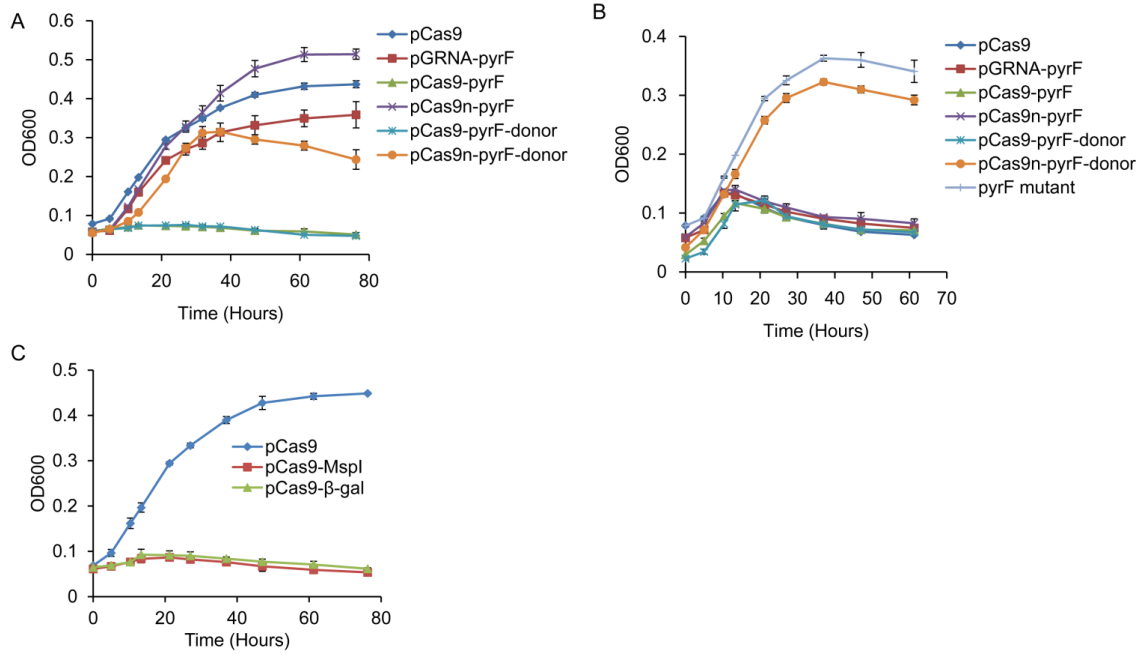 A
0.6
0.5
0.4
0.3
0.2
0.1
0
OD600
0 20 40 60 80
Time (Hours)
pCas9
pGRNA-pyrF
pCas9-pyrF
pCas9n-pyrF
pCas9-pyrF-donor
pCas9n-pyrF-donor
B
0.4
0.3
0.2
0.1
0
OD600
0 10 20 30 40 50 60 70
Time (Hours)
pCas9
pGRNA-pyrF
pCas9-pyrF
pCas9n-pyrF
pCas9-pyrF-donor
pCas9n-pyrF-donor
pyrF mutant
C
0.5
0.4
0.3
0.2
0.1
0
OD600
0 20 40 60 80
Time (Hours)
pCas9
pCas9-MspI
pCas9-β-gal